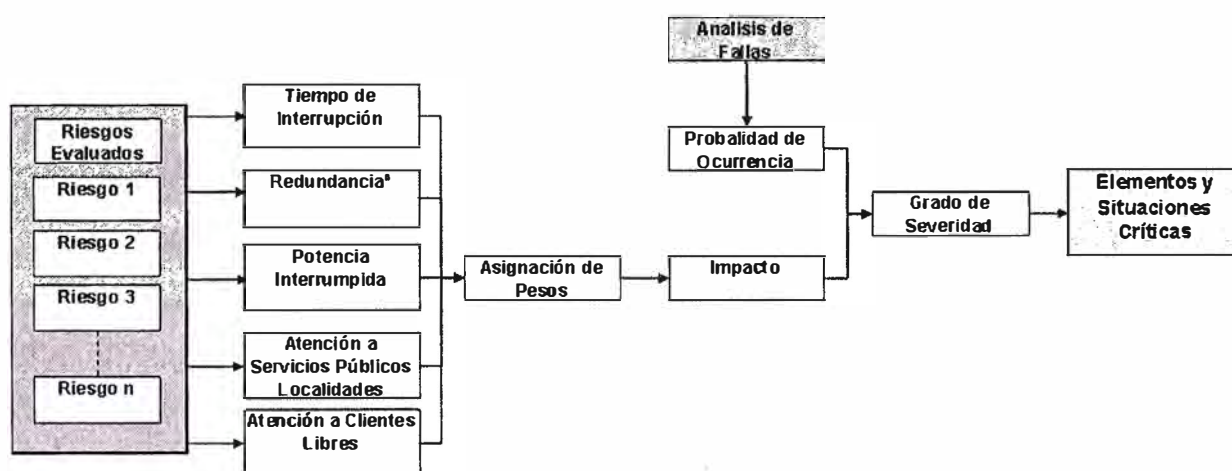 Analisis de
Fallas
Tiempo de
Interrupción
Riesgos
Evaluados
Probalidad de
Ocurrencia
Riesgo 1
Redundancia
Elementos y
Situaciones
Críticas
Grado de
Severidad
Riesgo 2
Potencia
Interrumpida
Asignación de
Pesos
Impacto
Riesgo 3
Atención a
Servicios Públicos
Localidades
Riesgo n
Atención a Clientes
Libres